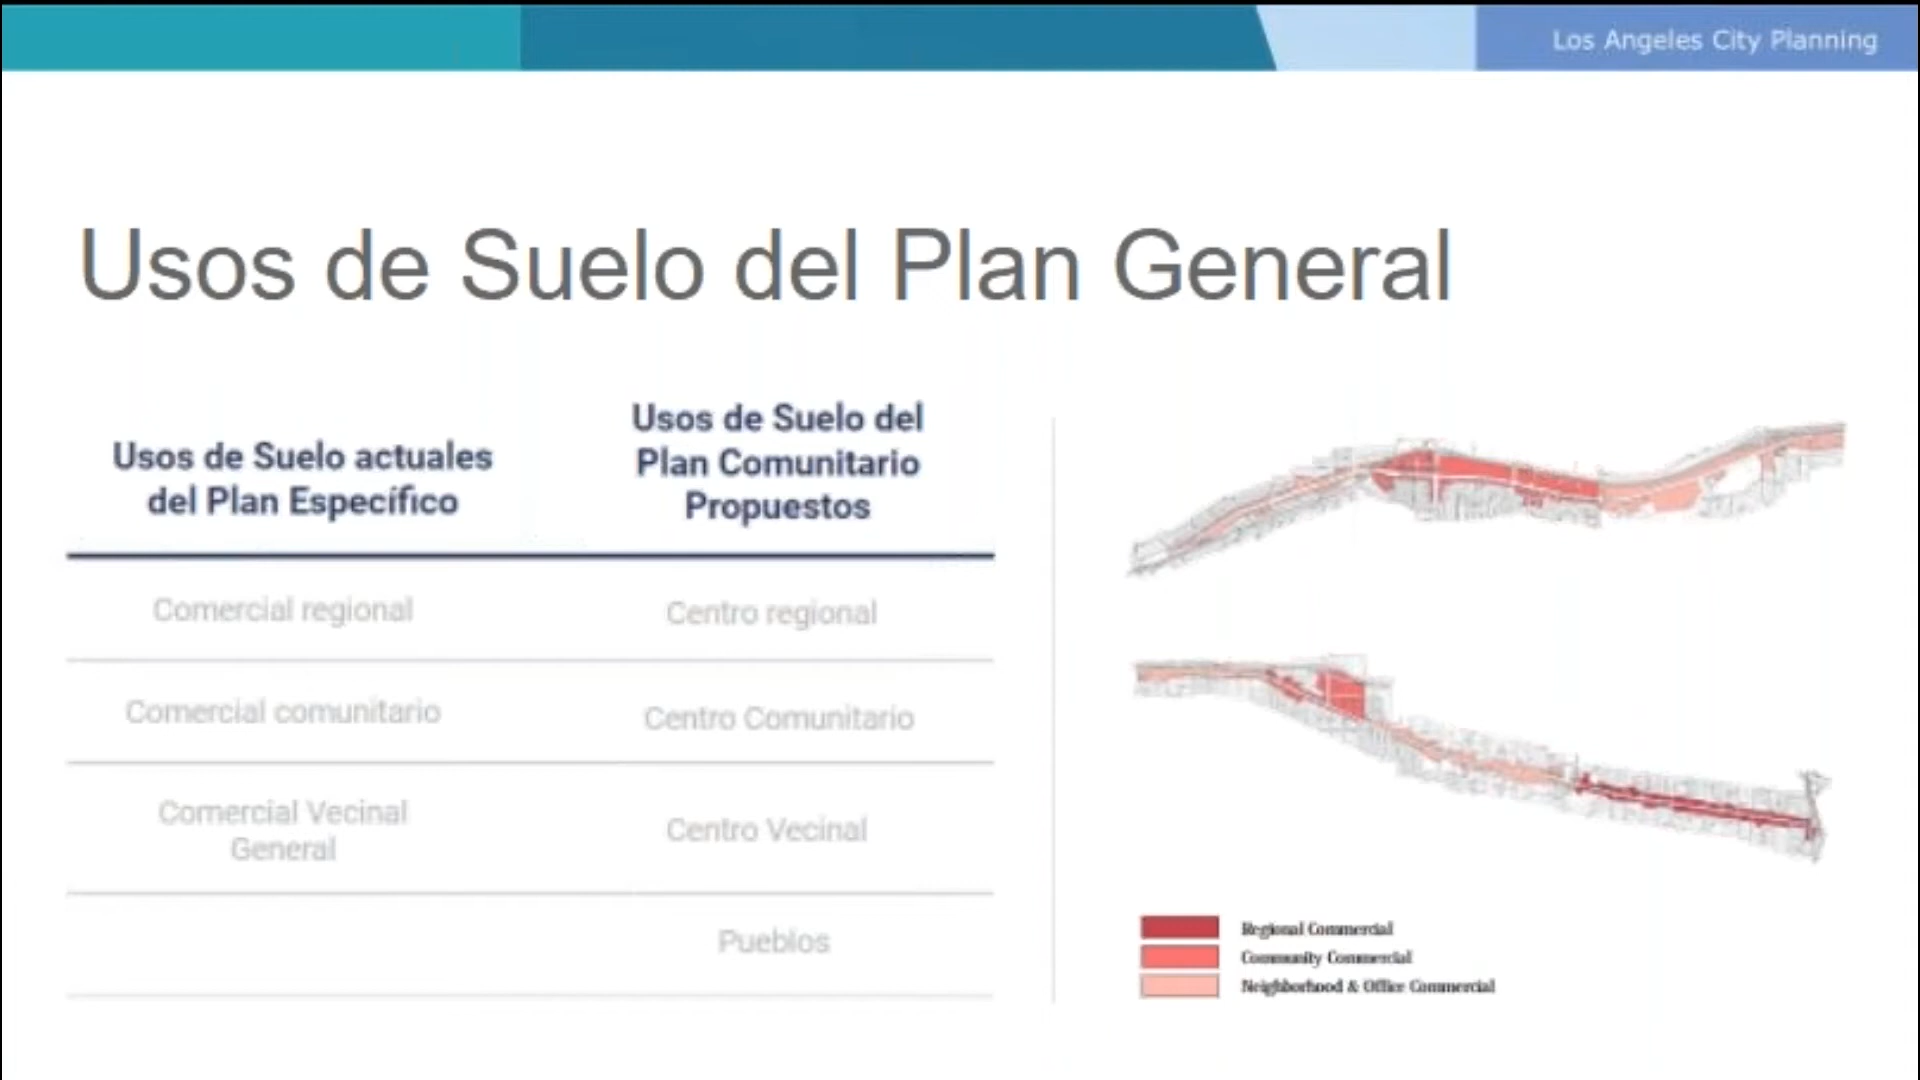 Los Angeles City Planning
Usos de Suelo del Plan General
Usos de Suelo actuales
del Plan Específico
Usos de Suelo del
Plan Comunitario
Propuestos
Comercial regional
Centro regional
Comercial comunitario
Centro Comunitario
Comercial Vecinal
General
Centro Vecinal
Pueblos
Regional Commercial
Community Commercial
Neighborhood & Office Commercial